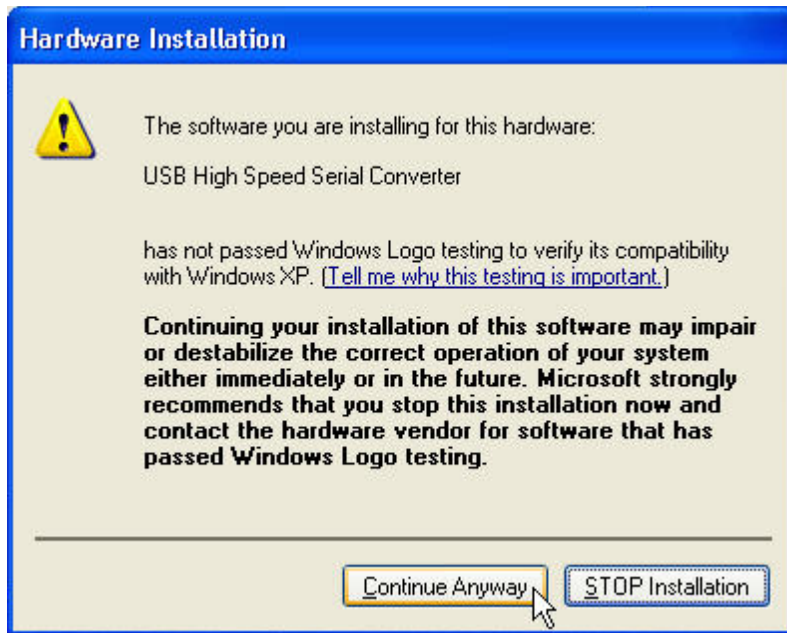 Hardware Installation
The software you are installing for this hardware:
USB High Speed Serial Converter
has not passed Windows Logo testing to verify its compatibility
with Windows XP. (Tell me why this testing is important.)
Continuing your installation of this software may impair
or destabilize the correct operation of your system
either immediately or in the future. Microsoft strongly
recommends that you stop this installation now and
contact the hardware vendor for software that has
passed Windows Logo testing.
Continue Anyway
STOP Installation